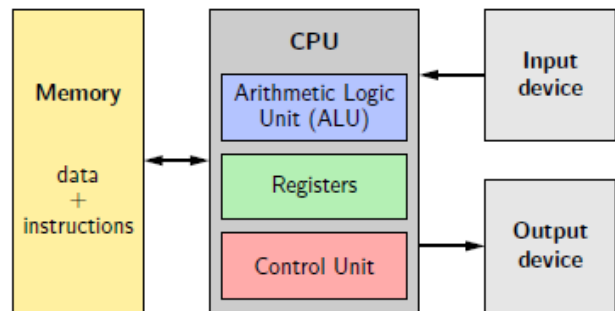 Memory
data
+
instructions
CPU
Arithmetic Logic
Unit (ALU)
Registers
Control Unit
Input
device
Output
device